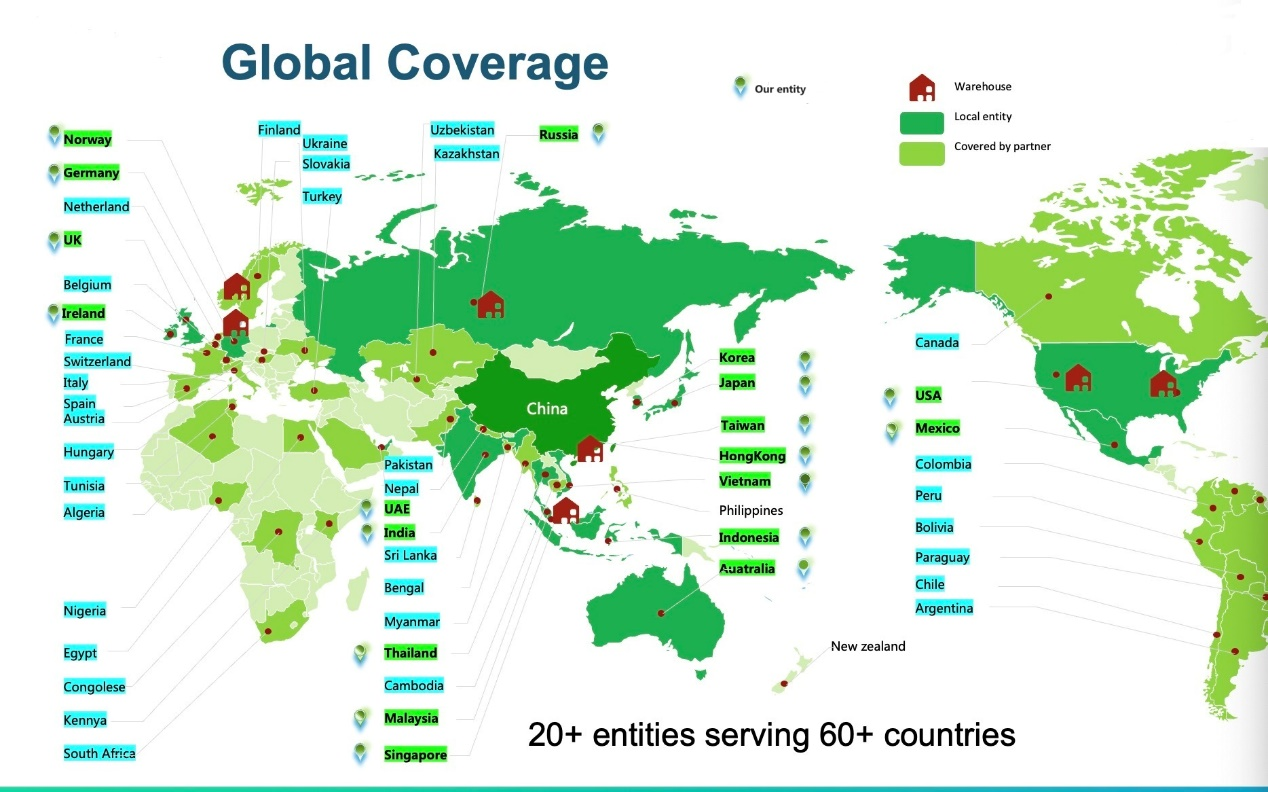 Global Coverage
Our entity
Warehouse
Local entity
Covered by partner
Norway
Germany
Netherland
UK
Belgium
Ireland
France
Switzerland
Italy
Spain
Austria
Hungary
Tunisia
Algeria
Nigeria
Egypt
Congolese
Kennya
South Africa
Finland
Ukraine
Slovakia
Turkey
Uzbekistan
Kazakhstan
Russia
China
Pakistan
Nepal
UAE
India
Sri Lanka
Bengal
Myanmar
Thailand
Cambodia
Malaysia
Singapore
Korea
Japan
Taiwan
HongKong
Vietnam
Philippines
Indonesia
Auatralia
New zealand
Canada
USA
Mexico
Colombia
Peru
Bolivia
Paraguay
Chile
Argentina
20+ entities serving 60+ countries